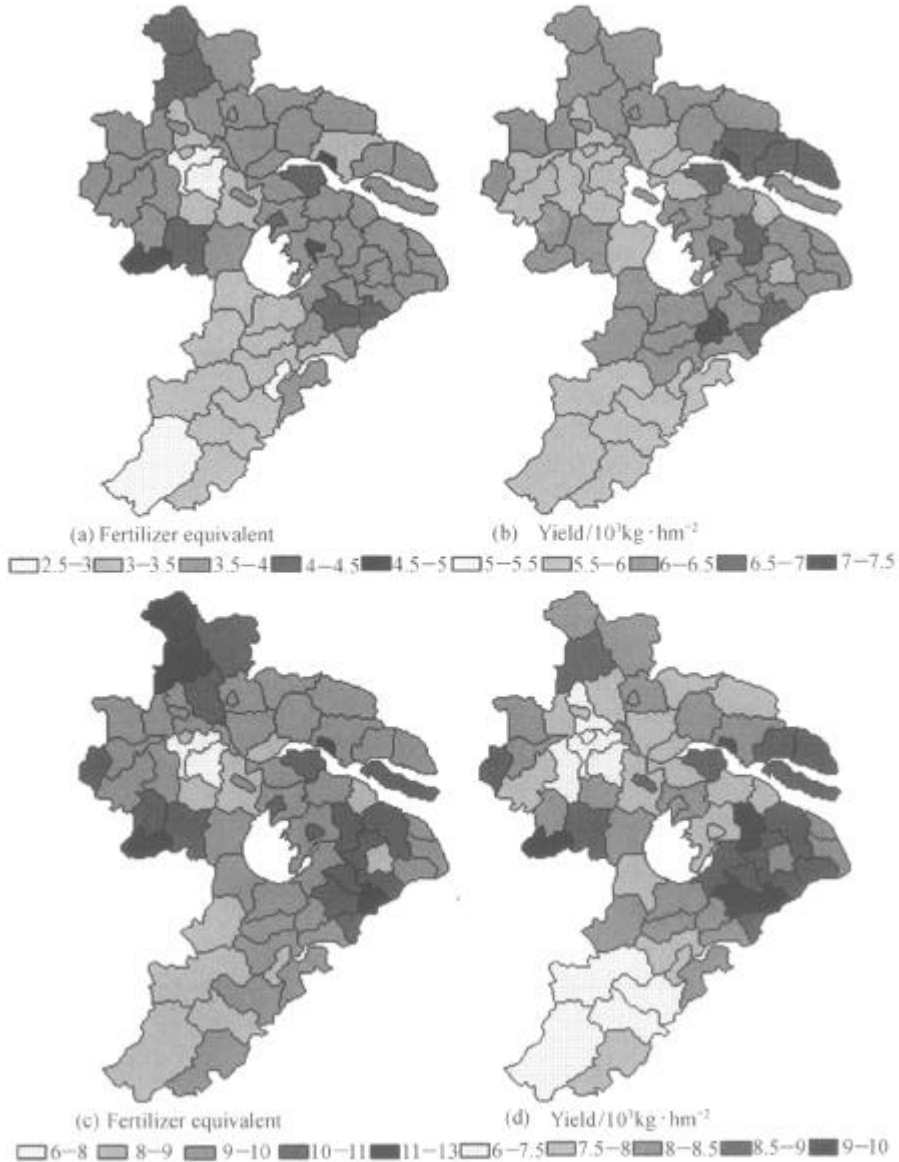 (a) Fertilizer equivalent (b) Yield/10³kg·hm⁻²
2.5−3 3−3.5 3.5−4 4−4.5 4.5−5 5−5.5 5.5−6 6−6.5 6.5−7 7−7.5
(c) Fertilizer equivalent (d) Yield/10³kg·hm⁻²
6−8 8−9 9−10 10−11 11−13 6−7.5 7.5−8 8−8.5 8.5−9 9−10